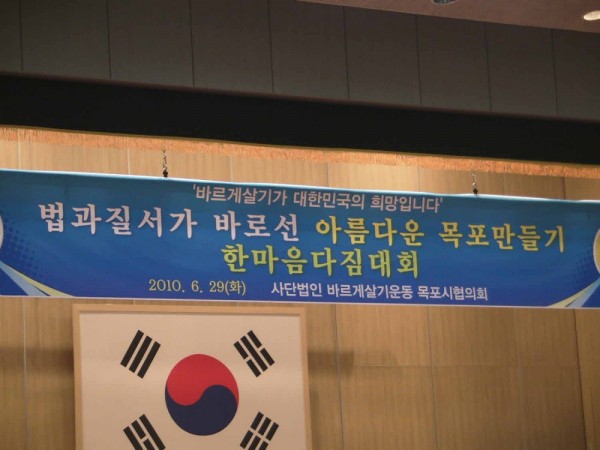 '바르게살기가 대한민국의 희망입니다'
법과질서가 바로선 아름다운 목포만들기
한마음다짐대회
2010. 6. 29(화) 사단법인 바르게살기운동 목포시협의회